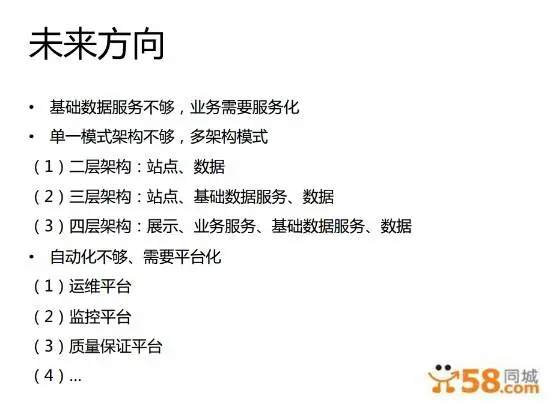 未来方向
• 基础数据服务不够，业务需要服务化
• 单一模式架构不够，多架构模式
（1）二层架构：站点、数据
（2）三层架构：站点、基础数据服务、数据
（3）四层架构：展示、业务服务、基础数据服务、数据
• 自动化不够、需要平台化
（1）运维平台
（2）监控平台
（3）质量保证平台
（4）...
58同城
.com